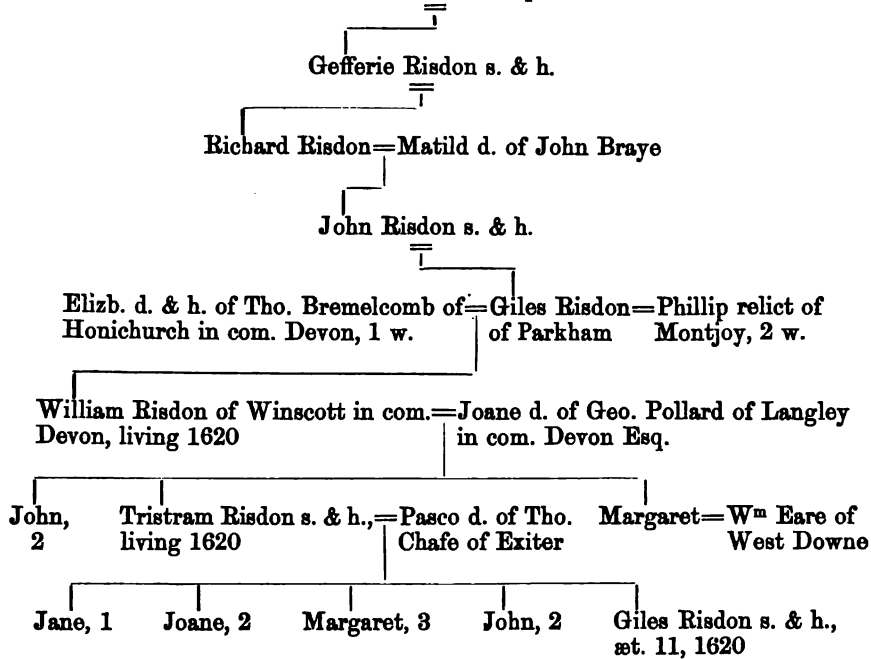 Gefferie Risdon s. & h.
Richard Risdon=Matild d. of John Braye
John Risdon s. & h.
Elizb. d. & h. of Tho. Bremelcomb of=Giles Risdon=Phillip relict of
Honichurch in com. Devon, 1 w. of Parkham Montjoy, 2 w.
William Risdon of Winscott in com.=Joane d. of Geo. Pollard of Langley
Devon, living 1620 in com. Devon Esq.
John, Tristram Risdon s. & h.,=Pasco d. of Tho. Margaret=Wm Eare of
2 living 1620 Chafe of Exiter West Downe
Jane, 1 Joane, 2 Margaret, 3 John, 2 Giles Risdon s. & h.,
æt. 11, 1620